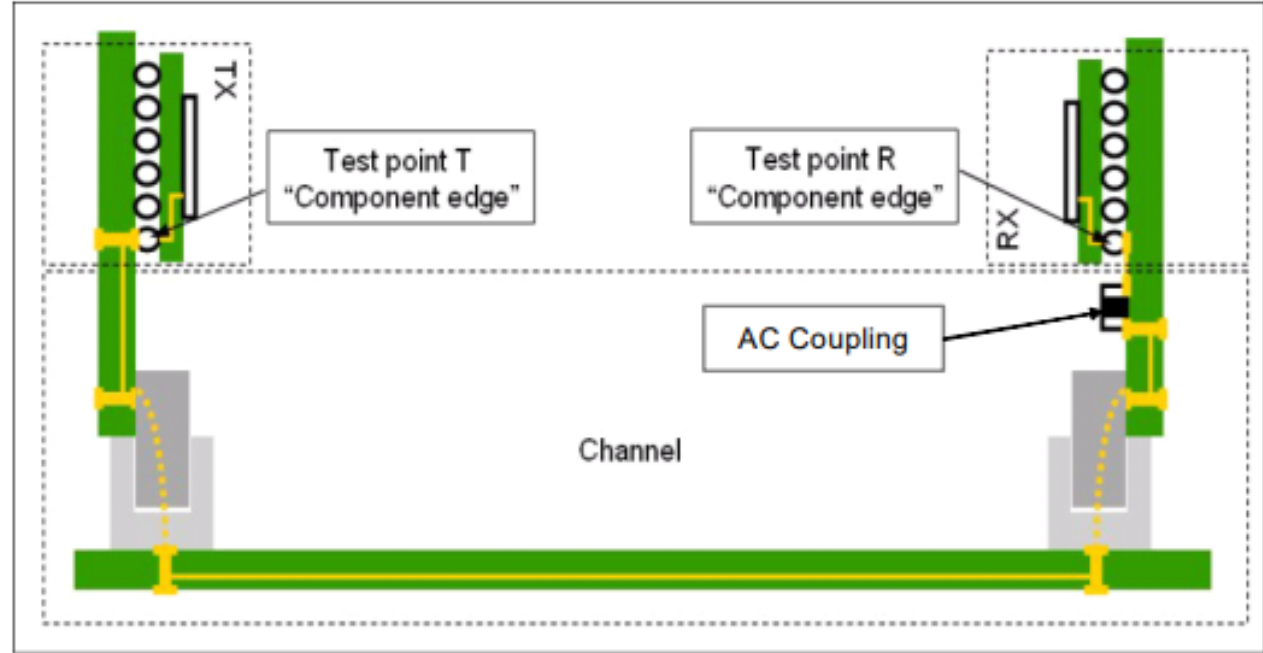 TX
Test point T
“Component edge”
Test point R
“Component edge”
RX
AC Coupling
Channel